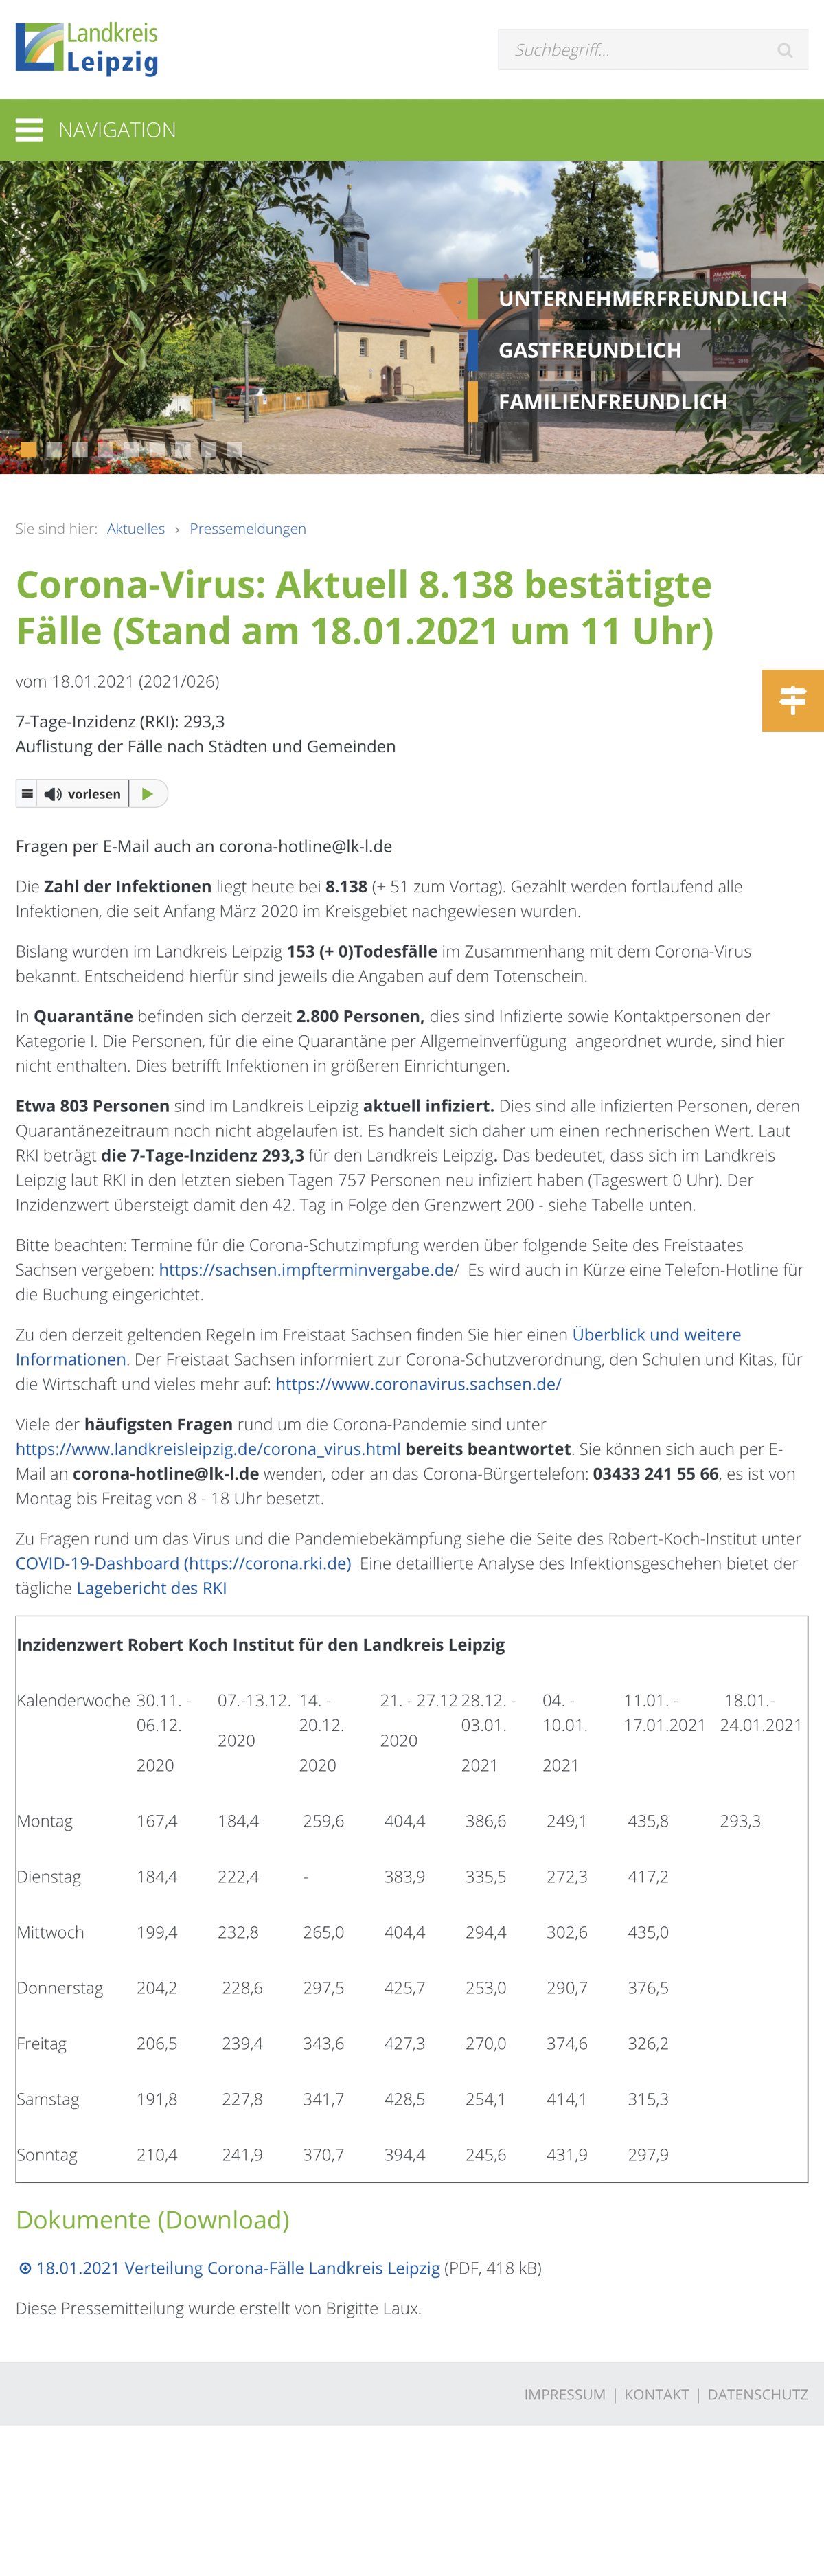 Landkreis
Leipzig
Suchbegriff...
NAVIGATION
UNTERNEHMERFREUNDLICH
GASTFREUNDLICH
FAMILIENFREUNDLICH
Sie sind hier: Aktuelles › Pressemeldungen
Corona-Virus: Aktuell 8.138 bestätigte
Fälle (Stand am 18.01.2021 um 11 Uhr)
vom 18.01.2021 (2021/026)
7-Tage-Inzidenz (RKI): 293,3
Auflistung der Fälle nach Städten und Gemeinden
vorlesen
Fragen per E-Mail auch an corona-hotline@lk-l.de
Die Zahl der Infektionen liegt heute bei 8.138 (+ 51 zum Vortag). Gezählt werden fortlaufend alle
Infektionen, die seit Anfang März 2020 im Kreisgebiet nachgewiesen wurden.
Bislang wurden im Landkreis Leipzig 153 (+ 0)Todesfälle im Zusammenhang mit dem Corona-Virus
bekannt. Entscheidend hierfür sind jeweils die Angaben auf dem Totenschein.
In Quarantäne befinden sich derzeit 2.800 Personen, dies sind Infizierte sowie Kontaktpersonen der
Kategorie I. Die Personen, für die eine Quarantäne per Allgemeinverfügung  angeordnet wurde, sind hier
nicht enthalten. Dies betrifft Infektionen in größeren Einrichtungen.
Etwa 803 Personen sind im Landkreis Leipzig aktuell infiziert. Dies sind alle infizierten Personen, deren
Quarantänezeitraum noch nicht abgelaufen ist. Es handelt sich daher um einen rechnerischen Wert. Laut
RKI beträgt die 7-Tage-Inzidenz 293,3 für den Landkreis Leipzig. Das bedeutet, dass sich im Landkreis
Leipzig laut RKI in den letzten sieben Tagen 757 Personen neu infiziert haben (Tageswert 0 Uhr). Der
Inzidenzwert übersteigt damit den 42. Tag in Folge den Grenzwert 200 - siehe Tabelle unten.
Bitte beachten: Termine für die Corona-Schutzimpfung werden über folgende Seite des Freistaates
Sachsen vergeben: https://sachsen.impfterminvergabe.de/  Es wird auch in Kürze eine Telefon-Hotline für
die Buchung eingerichtet.
Zu den derzeit geltenden Regeln im Freistaat Sachsen finden Sie hier einen Überblick und weitere
Informationen. Der Freistaat Sachsen informiert zur Corona-Schutzverordnung, den Schulen und Kitas, für
die Wirtschaft und vieles mehr auf: https://www.coronavirus.sachsen.de/
Viele der häufigsten Fragen rund um die Corona-Pandemie sind unter
https://www.landkreisleipzig.de/corona_virus.html bereits beantwortet. Sie können sich auch per E-
Mail an corona-hotline@lk-l.de wenden, oder an das Corona-Bürgertelefon: 03433 241 55 66, es ist von
Montag bis Freitag von 8 - 18 Uhr besetzt.
Zu Fragen rund um das Virus und die Pandemiebekämpfung siehe die Seite des Robert-Koch-Institut unter
COVID-19-Dashboard (https://corona.rki.de)  Eine detaillierte Analyse des Infektionsgeschehen bietet der
tägliche Lagebericht des RKI
Inzidenzwert Robert Koch Institut für den Landkreis Leipzig
Kalenderwoche 30.11. - 07.-13.12. 14. - 21. - 27.12 28.12. - 04. - 11.01. - 18.01.-
06.12. 20.12. 03.01. 10.01. 17.01.2021 24.01.2021
2020 2020
2020 2020 2021 2021
Montag 167,4 184,4 259,6 404,4 386,6 249,1 435,8 293,3
Dienstag 184,4 222,4 - 383,9 335,5 272,3 417,2
Mittwoch 199,4 232,8 265,0 404,4 294,4 302,6 435,0
Donnerstag 204,2 228,6 297,5 425,7 253,0 290,7 376,5
Freitag 206,5 239,4 343,6 427,3 270,0 374,6 326,2
Samstag 191,8 227,8 341,7 428,5 254,1 414,1 315,3
Sonntag 210,4 241,9 370,7 394,4 245,6 431,9 297,9
Dokumente (Download)
18.01.2021 Verteilung Corona-Fälle Landkreis Leipzig (PDF, 418 kB)
Diese Pressemitteilung wurde erstellt von Brigitte Laux.
IMPRESSUM | KONTAKT | DATENSCHUTZ